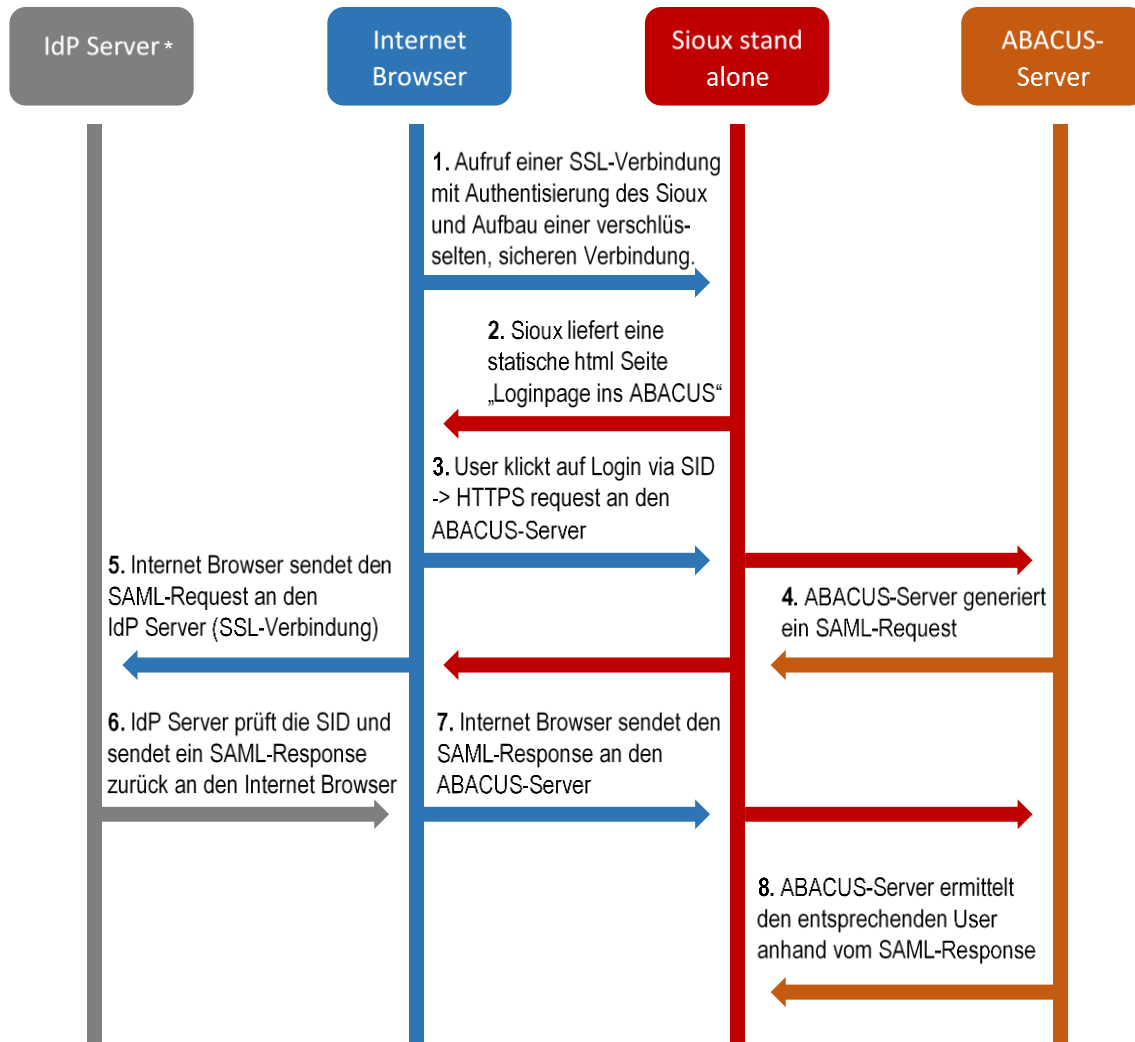 IdP Server *
Internet
Browser
Sioux stand
alone
ABACUS-
Server
1. Aufruf einer SSL-Verbindung
mit Authentisierung des Sioux
und Aufbau einer verschlüs-
selten, sicheren Verbindung.
2. Sioux liefert eine
statische html Seite
„Loginpage ins ABACUS“
3. User klickt auf Login via SID
-> HTTPS request an den
ABACUS-Server
4. ABACUS-Server generiert
ein SAML-Request
5. Internet Browser sendet den
SAML-Request an den
IdP Server (SSL-Verbindung)
6. IdP Server prüft die SID und
sendet ein SAML-Response
zurück an den Internet Browser
7. Internet Browser sendet den
SAML-Response an den
ABACUS-Server
8. ABACUS-Server ermittelt
den entsprechenden User
anhand vom SAML-Response